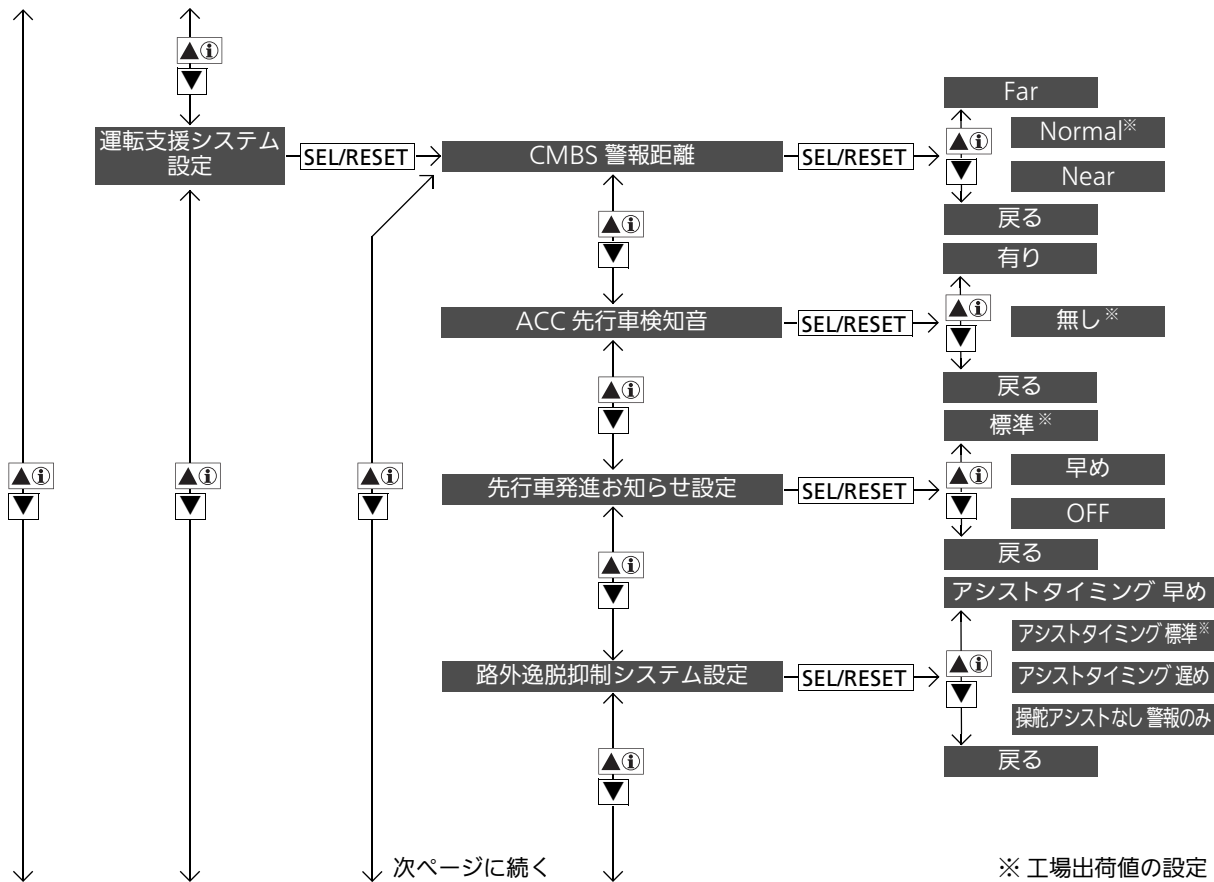 運転支援システム
設定
SEL/RESET
CMBS 警報距離
SEL/RESET
Far
Normal※
Near
戻る
ACC 先行車検知音
SEL/RESET
有り
無し※
戻る
先行車発進お知らせ設定
SEL/RESET
標準※
早め
OFF
戻る
路外逸脱抑制システム設定
SEL/RESET
アシストタイミング 早め
アシストタイミング 標準※
アシストタイミング 遅め
操舵アシストなし 警報のみ
戻る
次ページに続く
※ 工場出荷値の設定